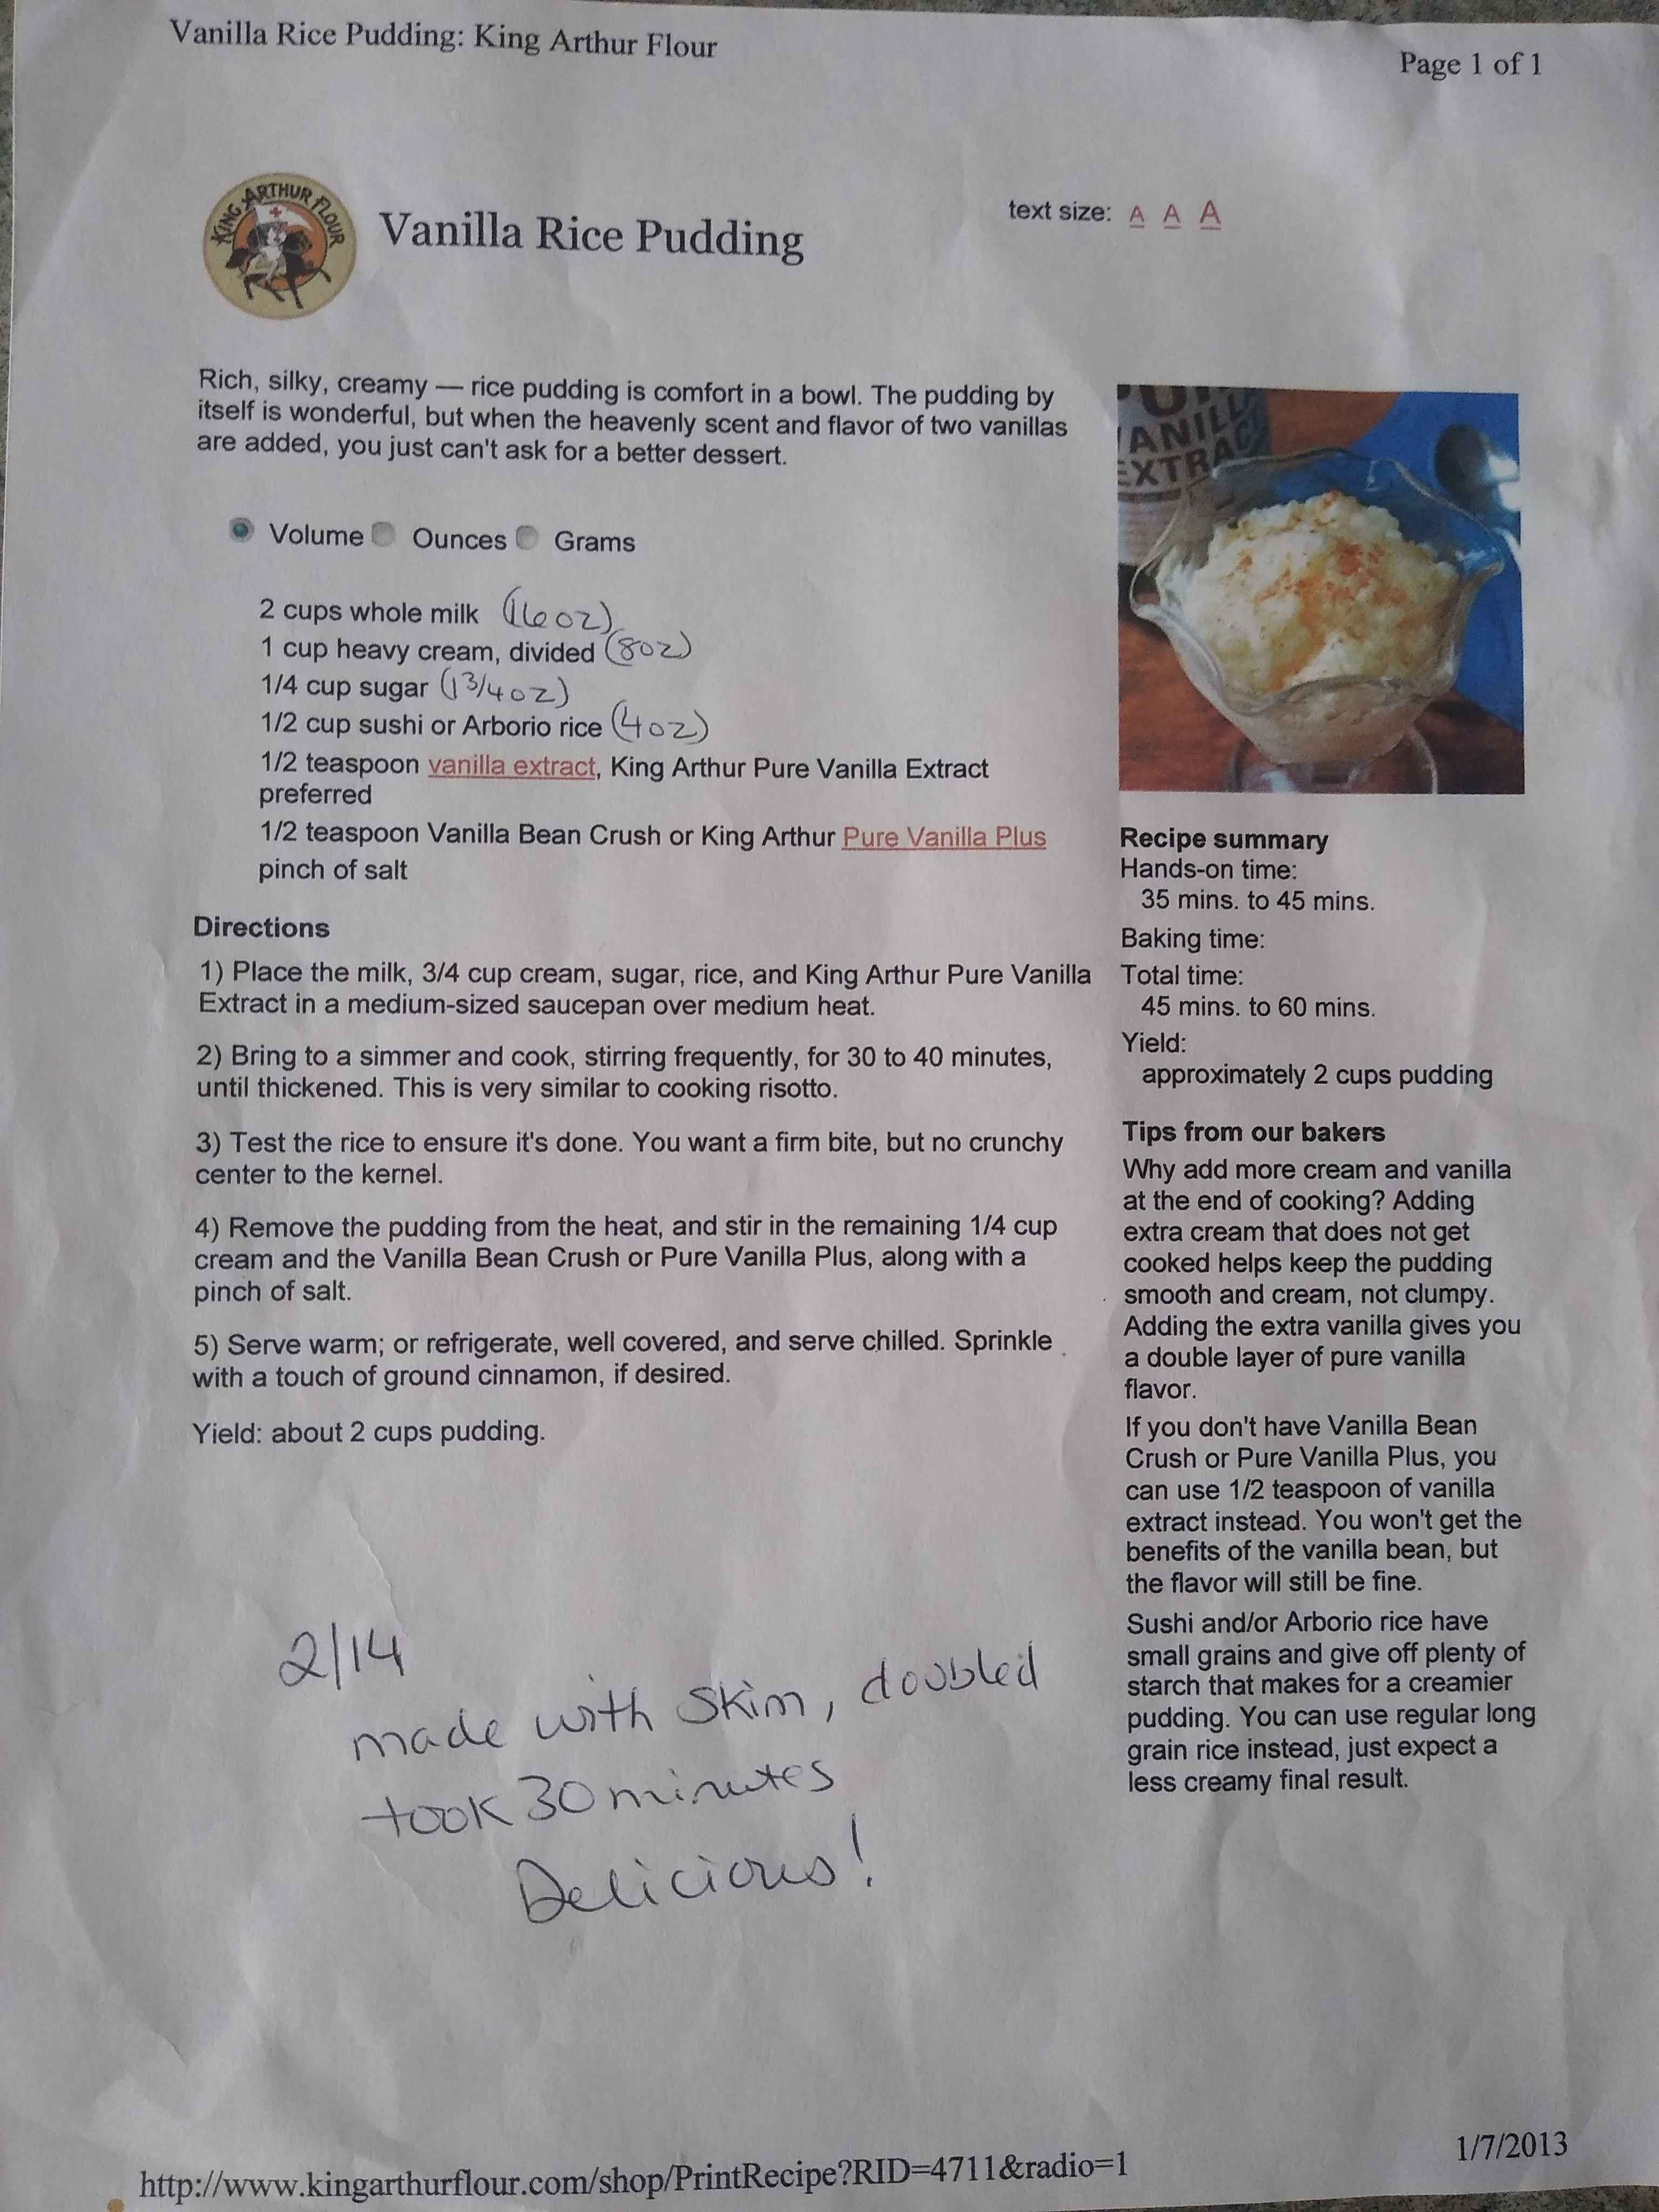 Vanilla Rice Pudding: King Arthur Flour
Page 1 of 1
KING ARTHUR FLOUR
Vanilla Rice Pudding
text size: A A A
Rich, silky, creamy — rice pudding is comfort in a bowl. The pudding by
itself is wonderful, but when the heavenly scent and flavor of two vanillas
are added, you just can't ask for a better dessert.
Volume Ounces Grams
2 cups whole milk (16oz)
1 cup heavy cream, divided (8oz)
1/4 cup sugar (1 3/4 oz)
1/2 cup sushi or Arborio rice (4oz)
1/2 teaspoon vanilla extract, King Arthur Pure Vanilla Extract
preferred
1/2 teaspoon Vanilla Bean Crush or King Arthur Pure Vanilla Plus
pinch of salt
Directions
1) Place the milk, 3/4 cup cream, sugar, rice, and King Arthur Pure Vanilla
Extract in a medium-sized saucepan over medium heat.
2) Bring to a simmer and cook, stirring frequently, for 30 to 40 minutes,
until thickened. This is very similar to cooking risotto.
3) Test the rice to ensure it's done. You want a firm bite, but no crunchy
center to the kernel.
4) Remove the pudding from the heat, and stir in the remaining 1/4 cup
cream and the Vanilla Bean Crush or Pure Vanilla Plus, along with a
pinch of salt.
5) Serve warm; or refrigerate, well covered, and serve chilled. Sprinkle
with a touch of ground cinnamon, if desired.
Yield: about 2 cups pudding.
2/14
made with skim, doubled
took 30 minutes
Delicious!
ANILL
EXTRAC
Recipe summary
Hands-on time:
35 mins. to 45 mins.
Baking time:
Total time:
45 mins. to 60 mins.
Yield:
approximately 2 cups pudding
Tips from our bakers
Why add more cream and vanilla
at the end of cooking? Adding
extra cream that does not get
cooked helps keep the pudding
smooth and cream, not clumpy.
Adding the extra vanilla gives you
a double layer of pure vanilla
flavor.
If you don't have Vanilla Bean
Crush or Pure Vanilla Plus, you
can use 1/2 teaspoon of vanilla
extract instead. You won't get the
benefits of the vanilla bean, but
the flavor will still be fine.
Sushi and/or Arborio rice have
small grains and give off plenty of
starch that makes for a creamier
pudding. You can use regular long
grain rice instead, just expect a
less creamy final result.
http://www.kingarthurflour.com/shop/PrintRecipe?RID=4711&radio=1
1/7/2013